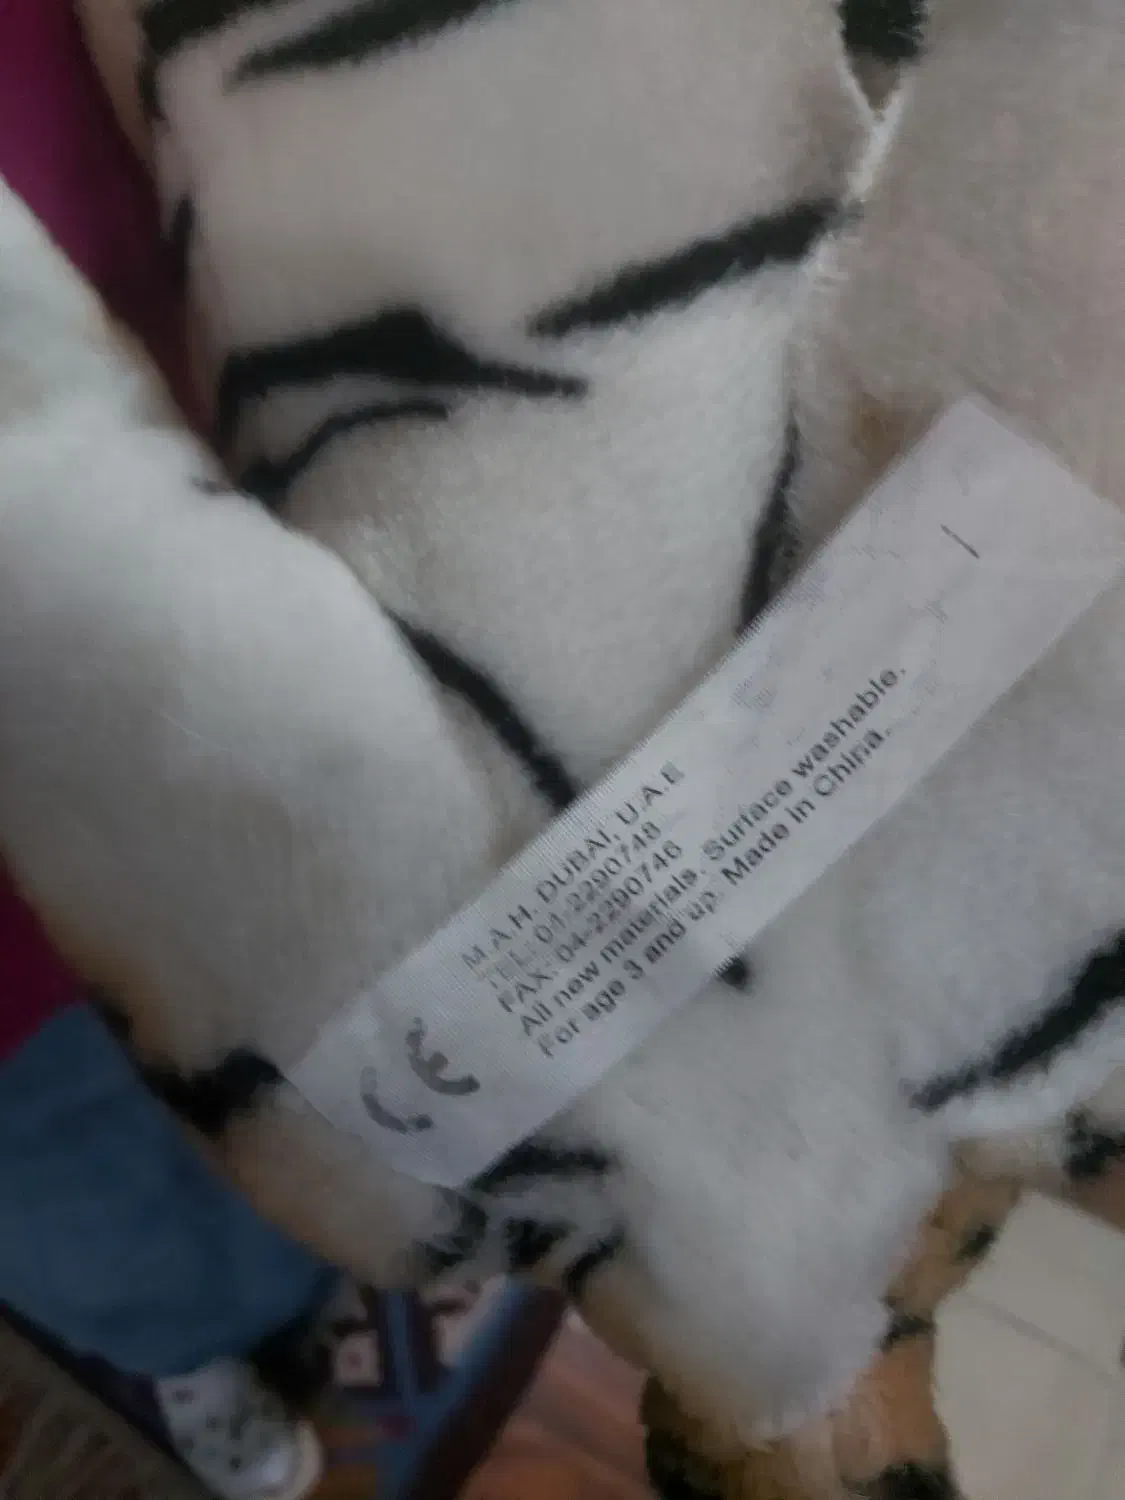 M.A.H. DUBAI, U.A.E
TEL: 04-2290748
FAX: 04-2290746
All new materials. Surface washable.
For age 3 and up. Made in China.
CE